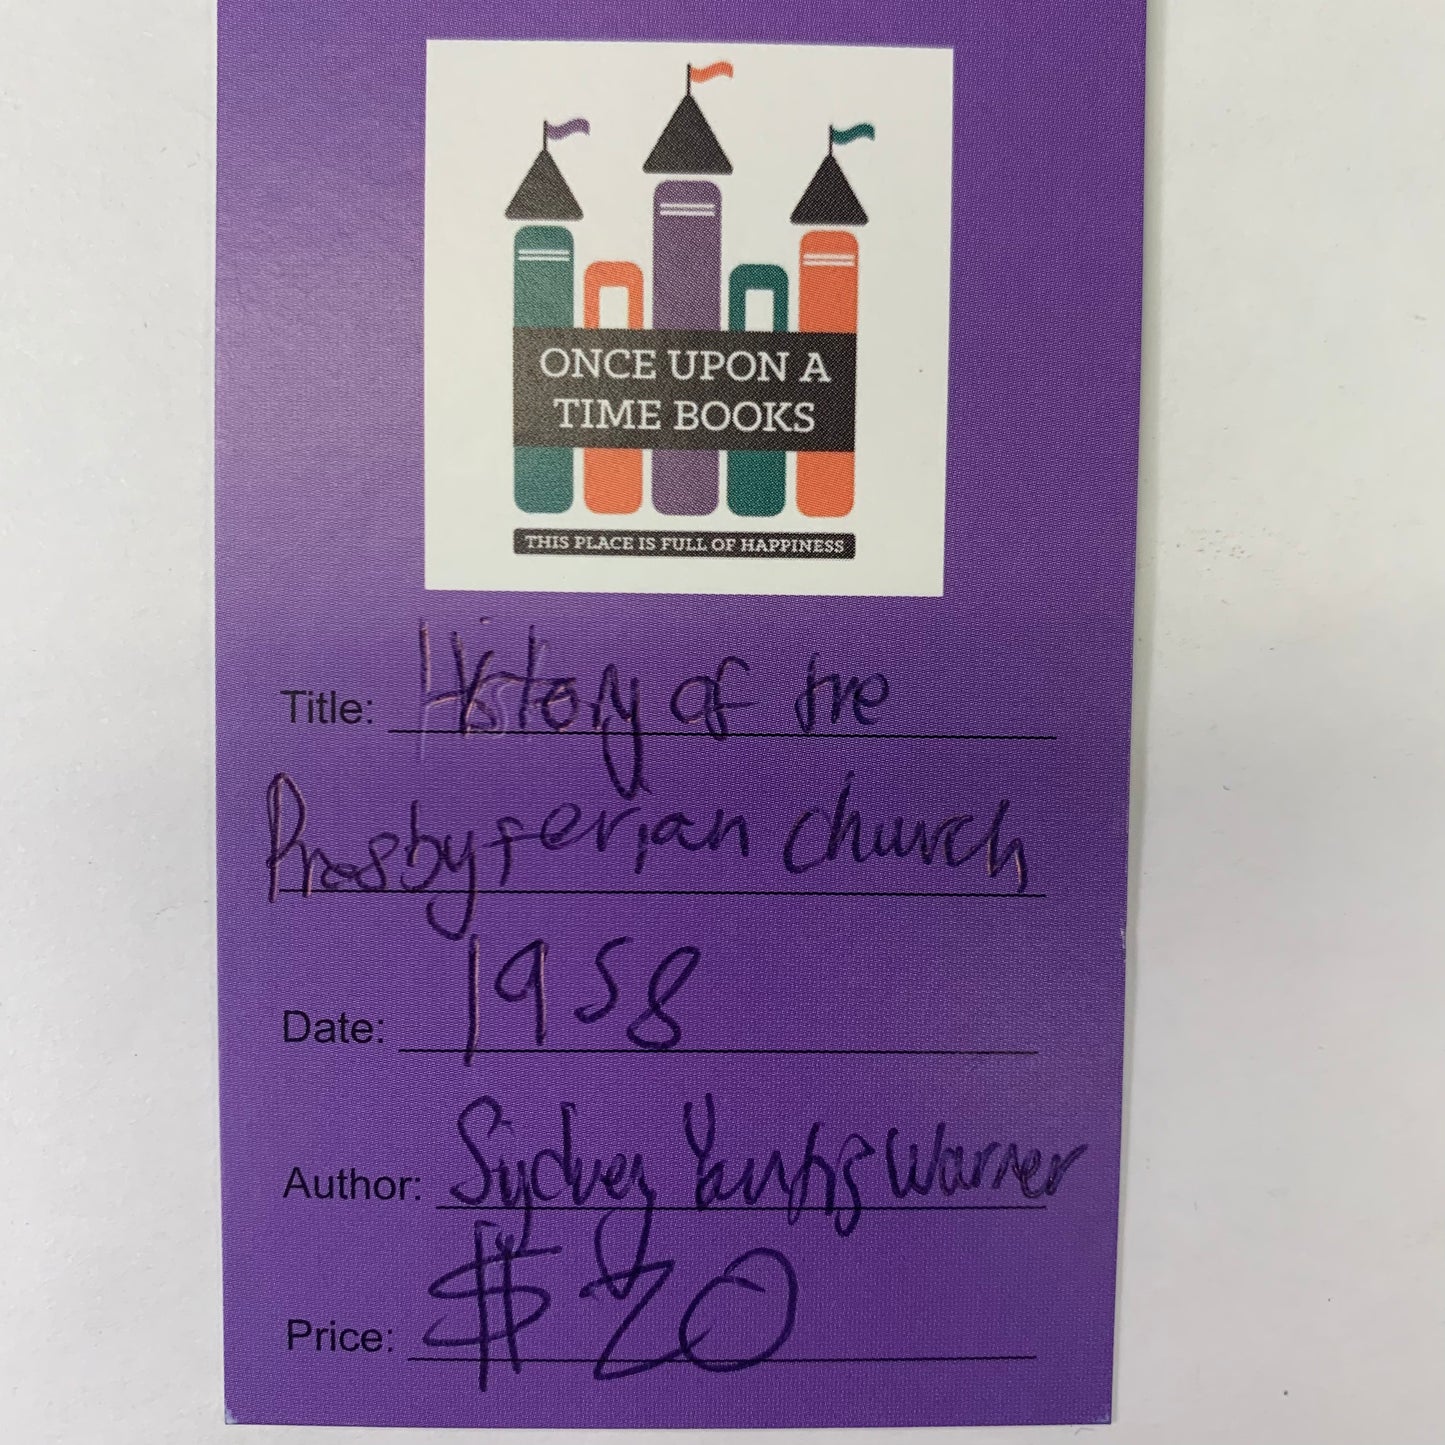 ONCE UPON A
TIME BOOKS
THIS PLACE IS FULL OF HAPPINESS
Title: History of the
Presbyterian church
Date: 1958
Author: Sydney Warner
Price: $20